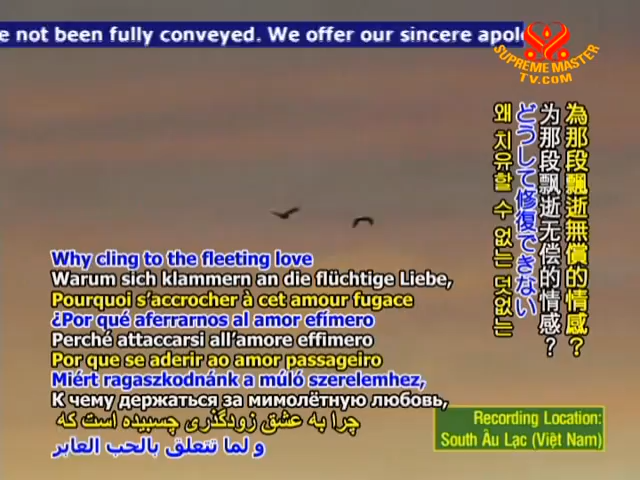 e not been fully conveyed. We offer our sincere apol
SUPREME MASTER
TV.COM
為那段飄逝無償的情感？
为那段飘逝无偿的情感？
どうして修復できない
왜 치유할 수 없는 덧없는
Why cling to the fleeting love
Warum sich klammern an die flüchtige Liebe,
Pourquoi s'accrocher à cet amour fugace
¿Por qué aferrarnos al amor efímero
Perché attaccarsi all'amore effimero
Por que se aderir ao amor passageiro
Miért ragaszkodnánk a múló szerelemhez,
К чему держаться за мимолётную любовь,
چرا به عشق زودگذری چسبیده است که
و لما تتعلق بالحب العابر
Recording Location:
South Âu Lạc (Việt Nam)